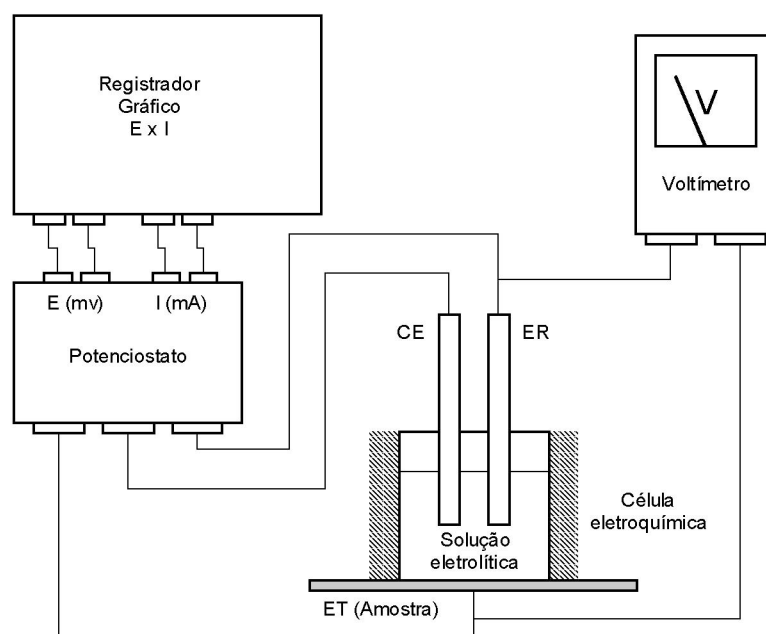 Registrador
Gráfico
E x I
V
Voltímetro
E (mv)
I (mA)
Potenciostato
CE
ER
Célula
eletroquímica
Solução
eletrolítica
ET (Amostra)